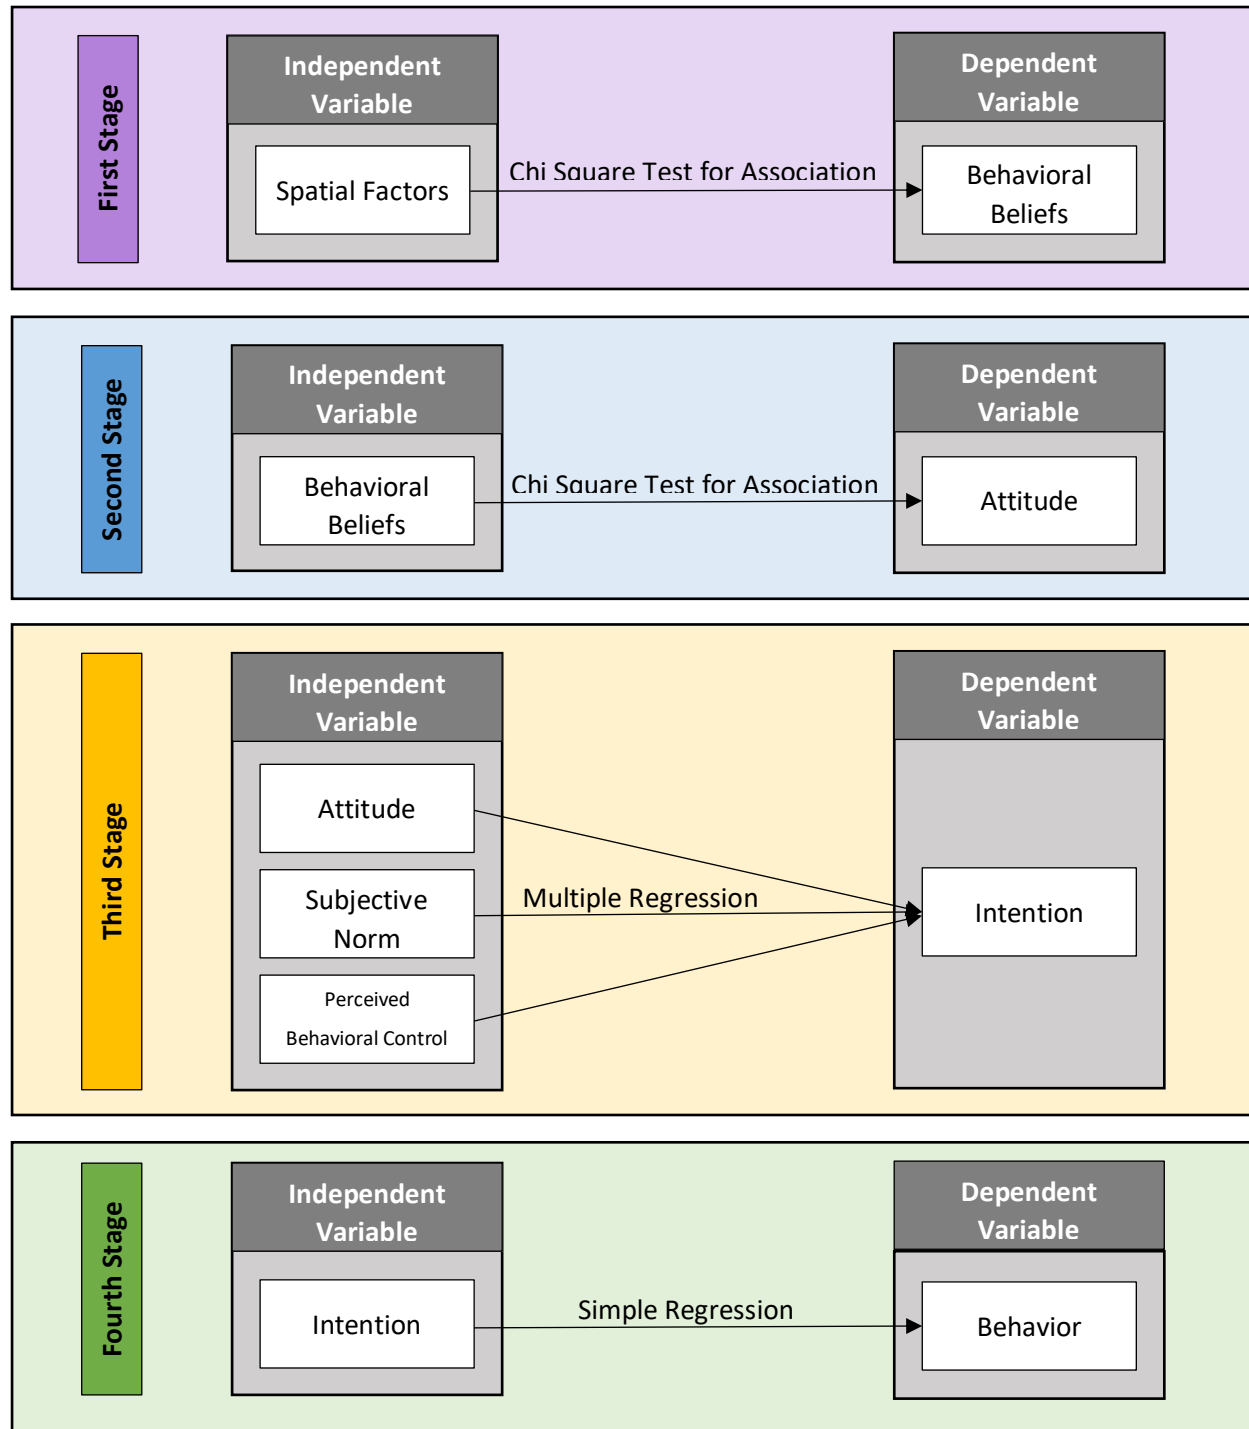 First Stage
Independent
Variable
Spatial Factors
Chi Square Test for Association
Dependent
Variable
Behavioral
Beliefs
Second Stage
Independent
Variable
Behavioral
Beliefs
Chi Square Test for Association
Dependent
Variable
Attitude
Third Stage
Independent
Variable
Attitude
Subjective
Norm
Perceived
Behavioral Control
Multiple Regression
Dependent
Variable
Intention
Fourth Stage
Independent
Variable
Intention
Simple Regression
Dependent
Variable
Behavior